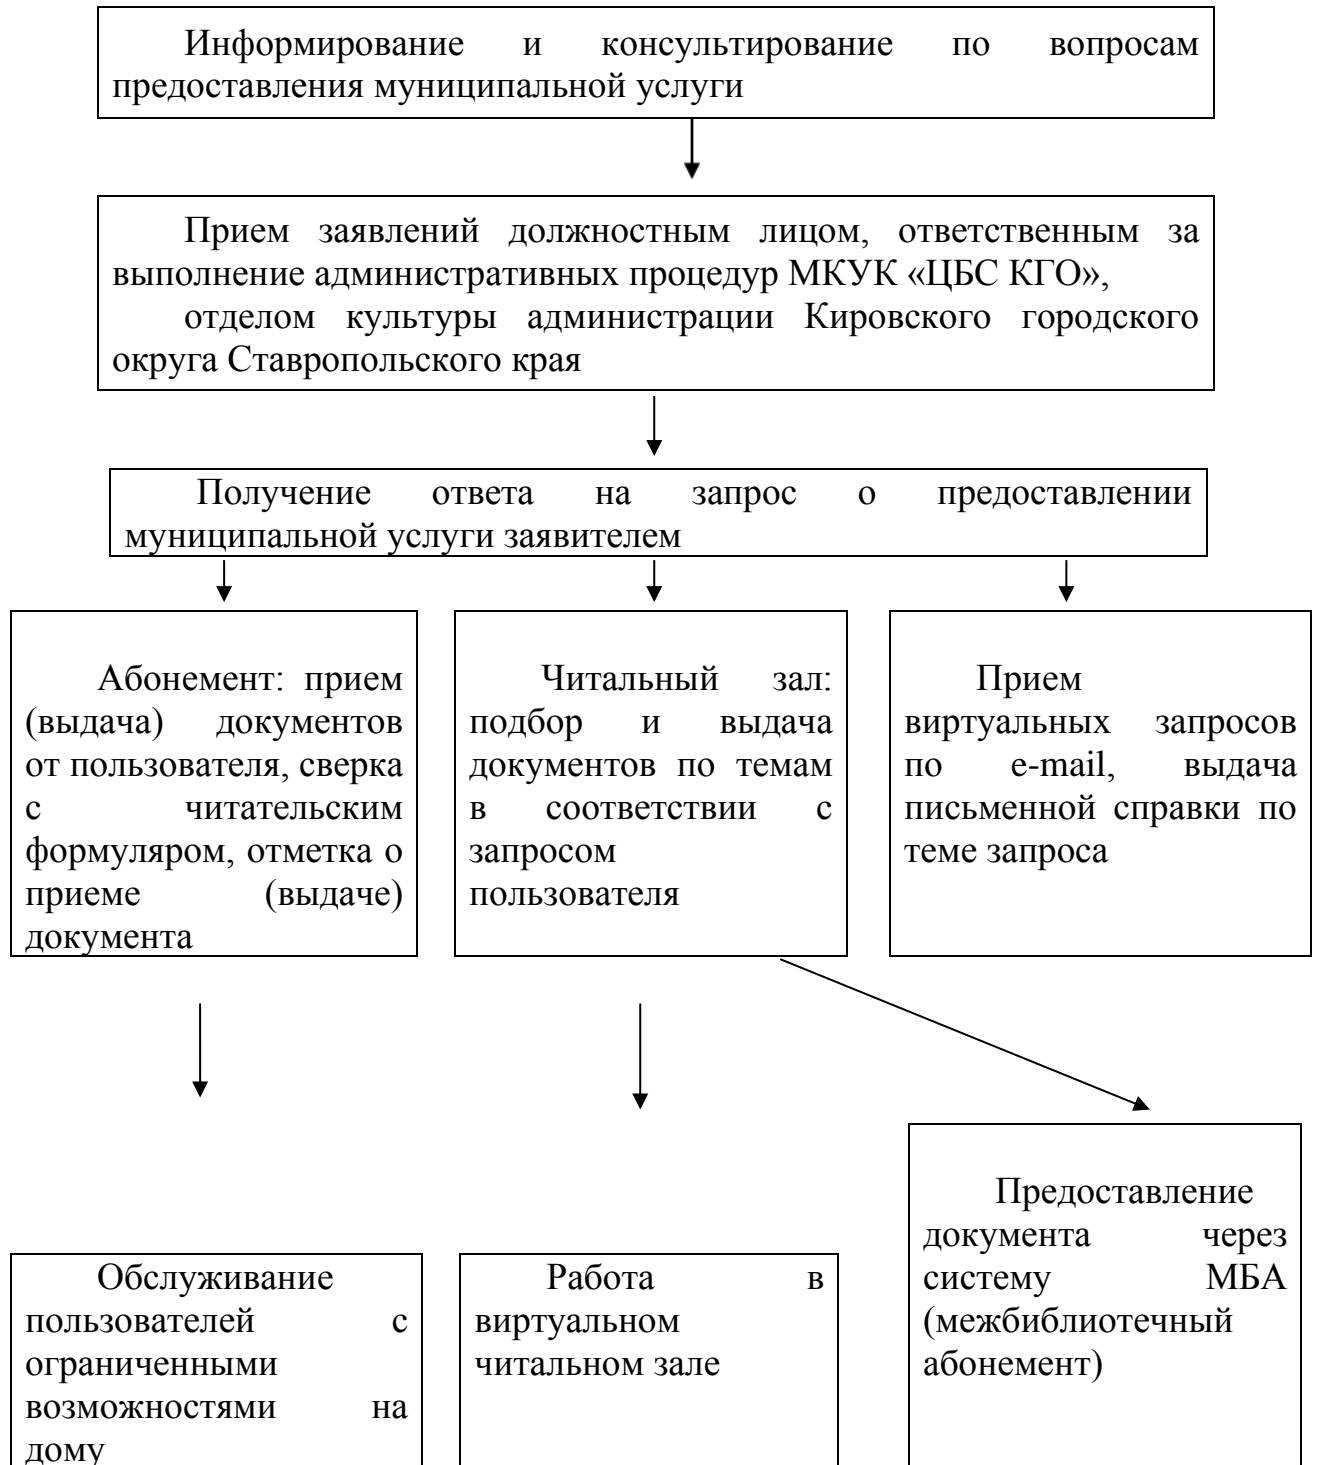 Информирование и консультирование по вопросам
предоставления муниципальной услуги
Прием заявлений должностным лицом, ответственным за
выполнение административных процедур МКУК «ЦБС КГО»,
отделом культуры администрации Кировского городского
округа Ставропольского края
Получение ответа на запрос о предоставлении
муниципальной услуги заявителем
Абонемент: прием
(выдача) документов
от пользователя, сверка
с читательским
формуляром, отметка о
приеме (выдаче)
документа
Читальный зал:
подбор и выдача
документов по темам
в соответствии с
запросом
пользователя
Прием
виртуальных запросов
по e-mail, выдача
письменной справки по
теме запроса
Обслуживание
пользователей с
ограниченными
возможностями на
дому
Работа в
виртуальном
читальном зале
Предоставление
документа через
систему МБА
(межбиблиотечный
абонемент)